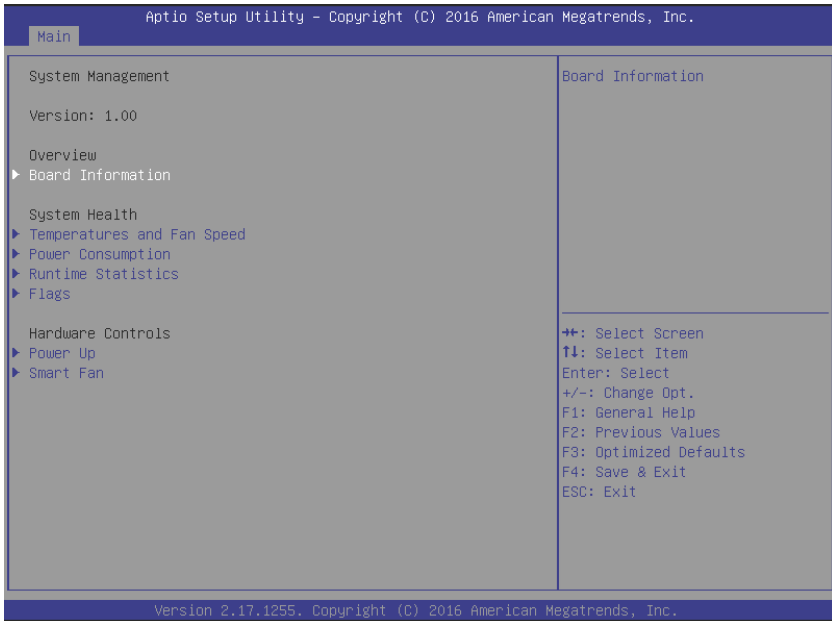 Aptio Setup Utility – Copyright (C) 2016 American Megatrends, Inc.
Main
System Management
Version: 1.00
Overview
Board Information
System Health
Temperatures and Fan Speed
Power Consumption
Runtime Statistics
Flags
Hardware Controls
Power Up
Smart Fan
Board Information
→←: Select Screen
↑↓: Select Item
Enter: Select
+/-: Change Opt.
F1: General Help
F2: Previous Values
F3: Optimized Defaults
F4: Save & Exit
ESC: Exit
Version 2.17.1255. Copyright (C) 2016 American Megatrends, Inc.